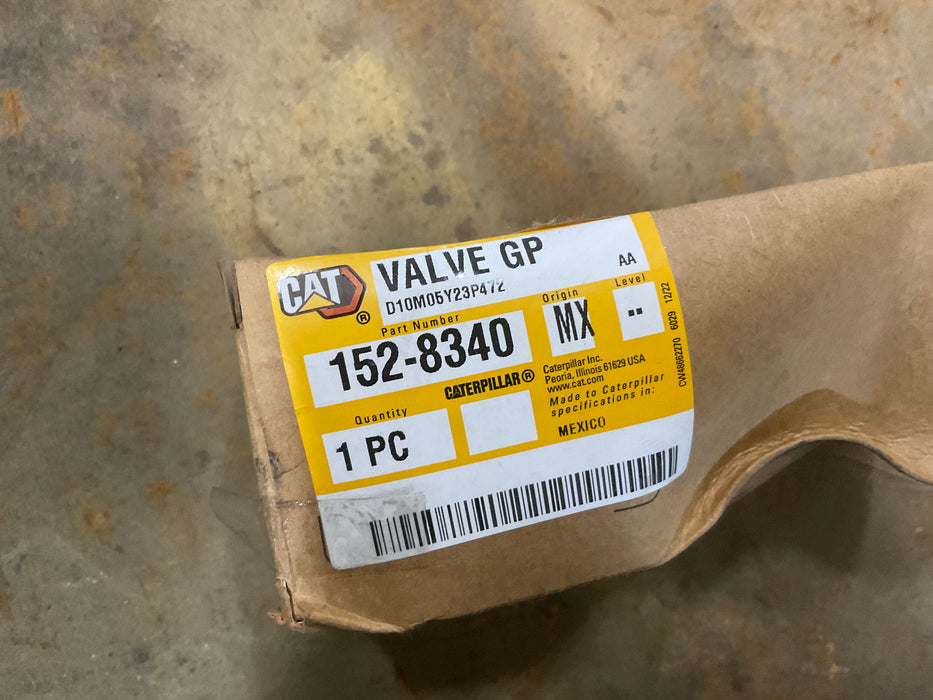 CAT
®
VALVE GP
AA
D10M05Y23P472
Part Number
152-8340
Origin
MX
Level
--
CATERPILLAR®
Quantity
1 PC
Caterpillar Inc.
Peoria, Illinois 61629 USA
www.cat.com
Made to Caterpillar
specifications in:
MEXICO
CW48662270 6029 12/22